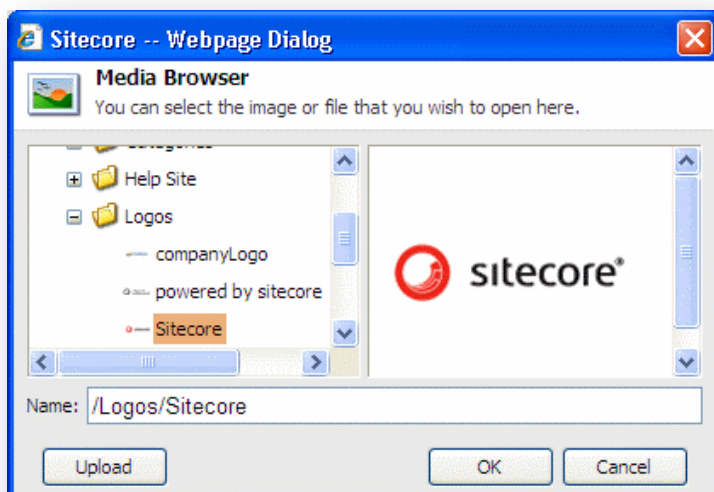 Sitecore -- Webpage Dialog
Media Browser
You can select the image or file that you wish to open here.
Categories
Help Site
Logos
companyLogo
powered by sitecore
Sitecore
sitecore®
Name: /Logos/Sitecore
Upload OK Cancel